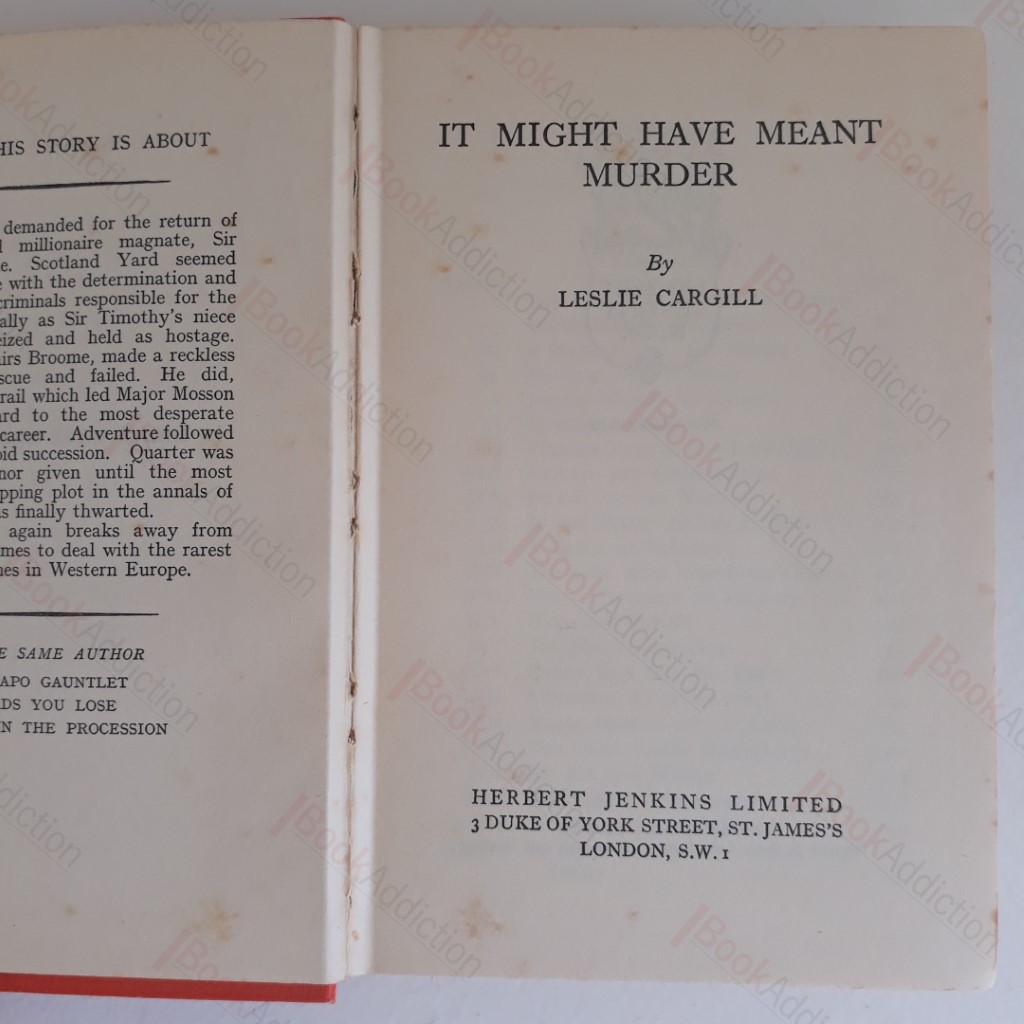 HIS STORY IS ABOUT
demanded for the return of
millionaire magnate, Sir
e. Scotland Yard seemed
with the determination and
criminals responsible for the
ally as Sir Timothy's niece
ized and held as hostage.
irs Broome, made a reckless
scue and failed. He did,
rail which led Major Mosson
ard to the most desperate
career. Adventure followed
pid succession. Quarter was
nor given until the most
pping plot in the annals of
s finally thwarted.
again breaks away from
mes to deal with the rarest
nes in Western Europe.
E SAME AUTHOR
APO GAUNTLET
DS YOU LOSE
N THE PROCESSION
IT MIGHT HAVE MEANT
MURDER
By
LESLIE CARGILL
HERBERT JENKINS LIMITED
3 DUKE OF YORK STREET, ST. JAMES'S
LONDON, S.W.1
BookAddiction